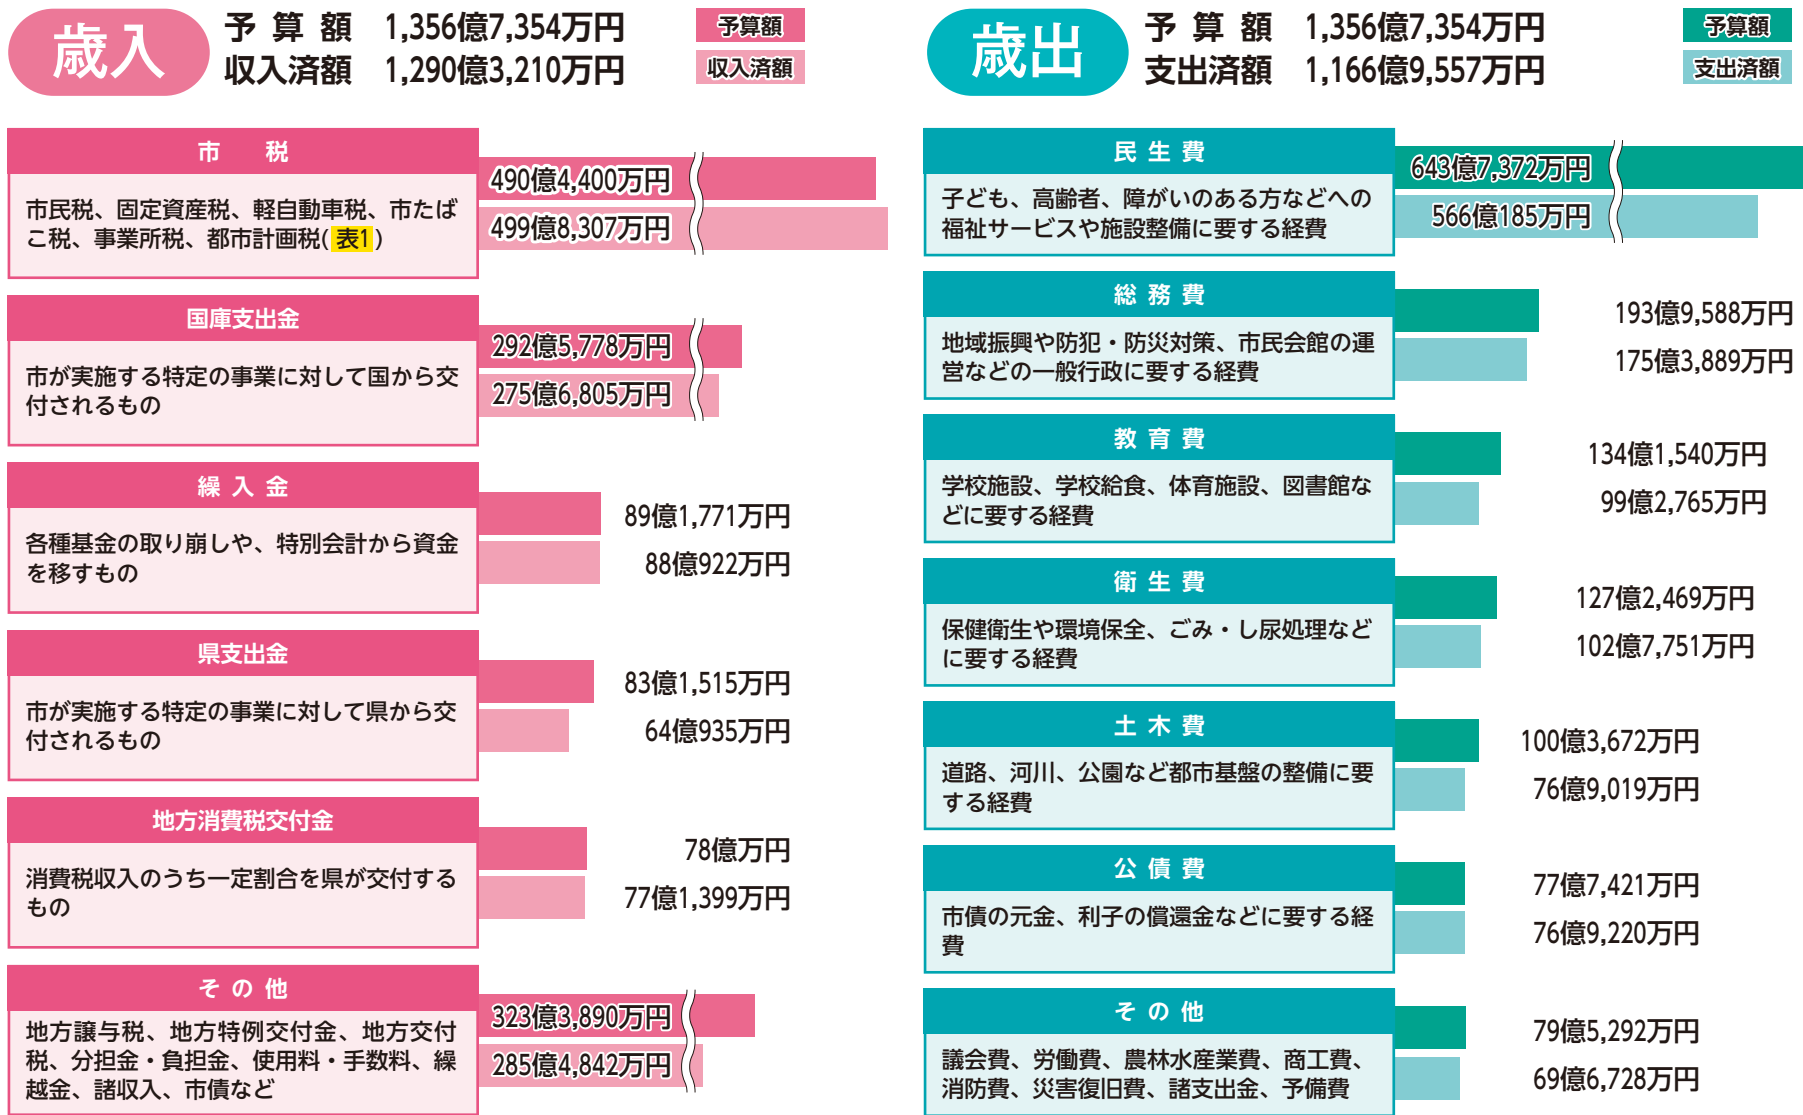 歳入
予算額 1,356億7,354万円
収入済額 1,290億3,210万円
予算額
収入済額
市税
市民税、固定資産税、軽自動車税、市たば
こ税、事業所税、都市計画税(表1)
490億4,400万円
499億8,307万円
国庫支出金
市が実施する特定の事業に対して国から交
付されるもの
292億5,778万円
275億6,805万円
繰入金
各種基金の取り崩しや、特別会計から資金
を移すもの
89億1,771万円
88億922万円
県支出金
市が実施する特定の事業に対して県から交
付されるもの
83億1,515万円
64億935万円
地方消費税交付金
消費税収入のうち一定割合を県が交付する
もの
78億万円
77億1,399万円
その他
地方譲与税、地方特例交付金、地方交付
税、分担金・負担金、使用料・手数料、繰
越金、諸収入、市債など
323億3,890万円
285億4,842万円
歳出
予算額 1,356億7,354万円
支出済額 1,166億9,557万円
予算額
支出済額
民生費
子ども、高齢者、障がいのある方などへの
福祉サービスや施設整備に要する経費
643億7,372万円
566億185万円
総務費
地域振興や防犯・防災対策、市民会館の運
営などの一般行政に要する経費
193億9,588万円
175億3,889万円
教育費
学校施設、学校給食、体育施設、図書館な
どに要する経費
134億1,540万円
99億2,765万円
衛生費
保健衛生や環境保全、ごみ・し尿処理など
に要する経費
127億2,469万円
102億7,751万円
土木費
道路、河川、公園など都市基盤の整備に要
する経費
100億3,672万円
76億9,019万円
公債費
市債の元金、利子の償還金などに要する経
費
77億7,421万円
76億9,220万円
その他
議会費、労働費、農林水産業費、商工費、
消防費、災害復旧費、諸支出金、予備費
79億5,292万円
69億6,728万円